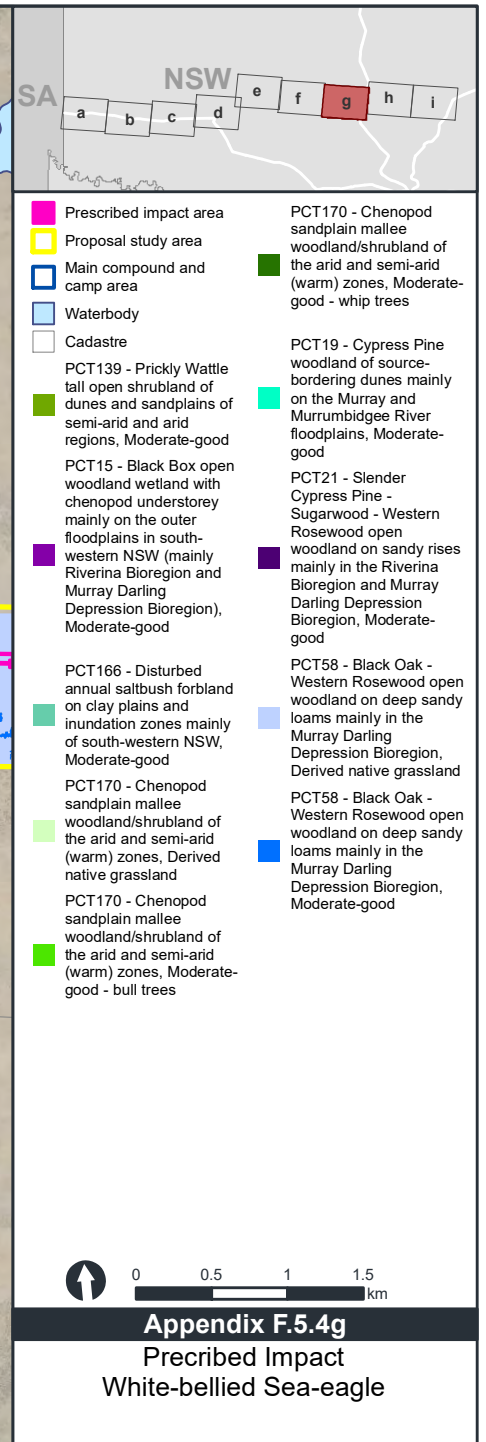 SA
NSW
a
b
c
d
e
f
g
h
i
Prescribed impact area
Proposal study area
Main compound and
camp area
Waterbody
Cadastre
PCT139 - Prickly Wattle
tall open shrubland of
dunes and sandplains of
semi-arid and arid
regions, Moderate-good
PCT15 - Black Box open
woodland wetland with
chenopod understorey
mainly on the outer
floodplains in south-
western NSW (mainly
Riverina Bioregion and
Murray Darling
Depression Bioregion),
Moderate-good
PCT166 - Disturbed
annual saltbush forbland
on clay plains and
inundation zones mainly
of south-western NSW,
Moderate-good
PCT170 - Chenopod
sandplain mallee
woodland/shrubland of
the arid and semi-arid
(warm) zones, Derived
native grassland
PCT170 - Chenopod
sandplain mallee
woodland/shrubland of
the arid and semi-arid
(warm) zones, Moderate-
good - bull trees
PCT170 - Chenopod
sandplain mallee
woodland/shrubland of
the arid and semi-arid
(warm) zones, Moderate-
good - whip trees
PCT19 - Cypress Pine
woodland of source-
bordering dunes mainly
on the Murray and
Murrumbidgee River
floodplains, Moderate-
good
PCT21 - Slender
Cypress Pine -
Sugarwood - Western
Rosewood open
woodland on sandy rises
mainly in the Riverina
Bioregion and Murray
Darling Depression
Bioregion, Moderate-
good
PCT58 - Black Oak -
Western Rosewood open
woodland on deep sandy
loams mainly in the
Murray Darling
Depression Bioregion,
Derived native grassland
PCT58 - Black Oak -
Western Rosewood open
woodland on deep sandy
loams mainly in the
Murray Darling
Depression Bioregion,
Moderate-good
0 0.5 1 1.5
km
Appendix F.5.4g
Precribed Impact
White-bellied Sea-eagle